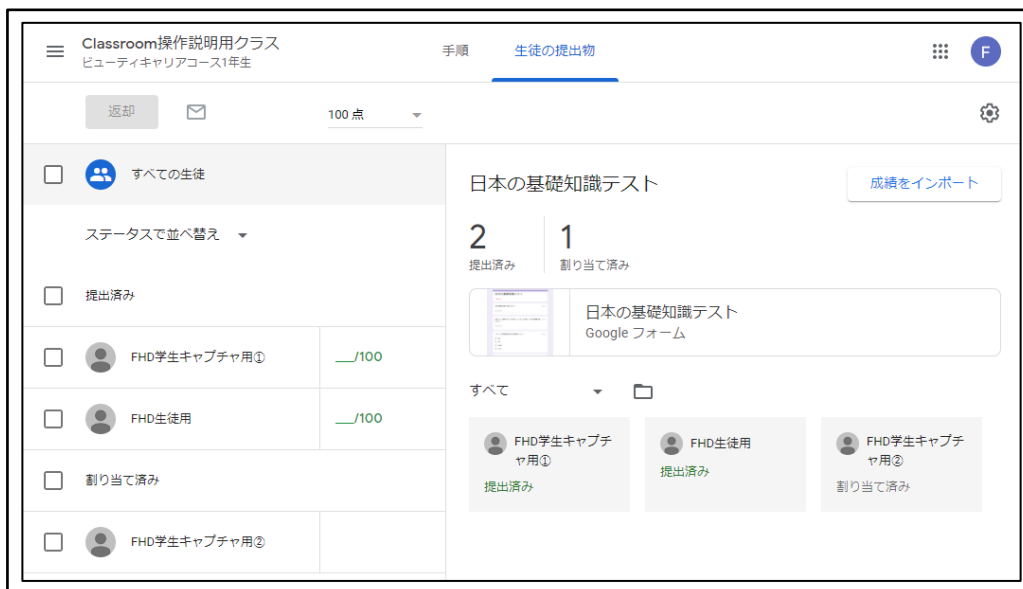 Classroom操作説明用クラス
ビューティキャリアコース1年生
手順
生徒の提出物
F
返却
100 点
すべての生徒
ステータスで並べ替え
提出済み
FHD学生キャプチャ用①
__/100
FHD生徒用
__/100
割り当て済み
FHD学生キャプチャ用②
日本の基礎知識テスト
成績をインポート
2
提出済み
1
割り当て済み
日本の基礎知識テスト
Google フォーム
すべて
FHD学生キャプチ
ャ用①
提出済み
FHD生徒用
提出済み
FHD学生キャプチ
ャ用②
割り当て済み